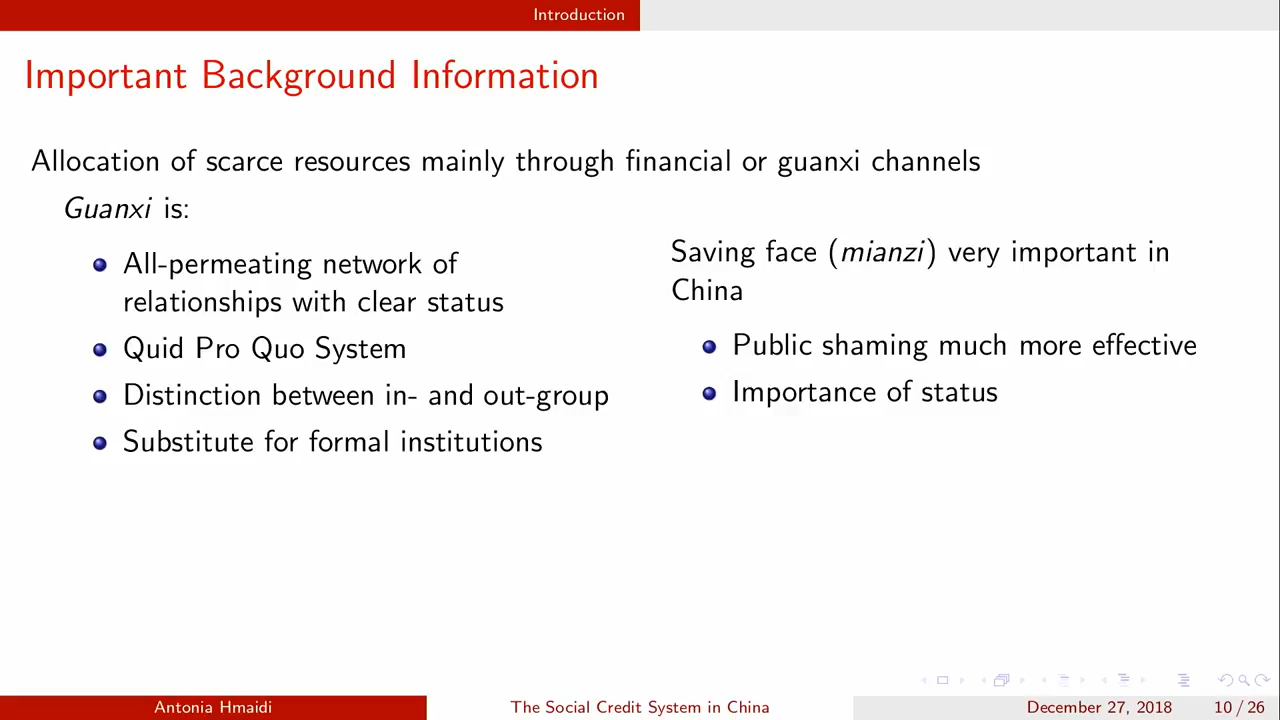 Introduction
Important Background Information
Allocation of scarce resources mainly through financial or guanxi channels
Guanxi is:
All-permeating network of
relationships with clear status
Quid Pro Quo System
Distinction between in- and out-group
Substitute for formal institutions
Saving face (mianzi) very important in
China
Public shaming much more effective
Importance of status
Antonia Hmaidi
The Social Credit System in China
December 27, 2018
10 / 26